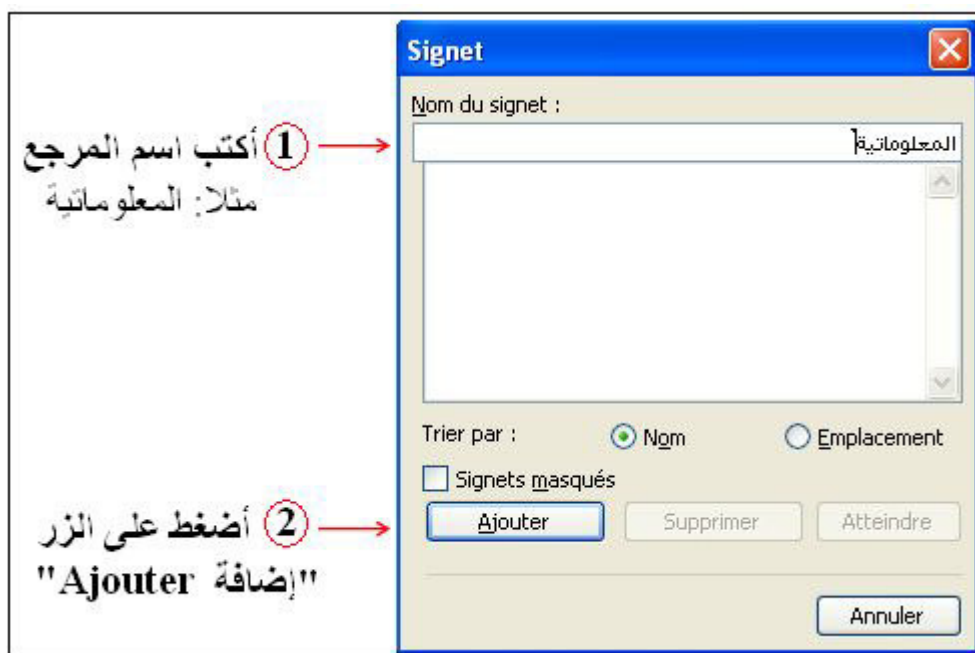 Signet
Nom du signet :
المعلوماتية
① أكتب اسم المرجع
مثلا: المعلوماتية
Trier par :
Nom
Emplacement
Signets masqués
② أضغط على الزر
"إضافة Ajouter"
Ajouter
Supprimer
Atteindre
Annuler